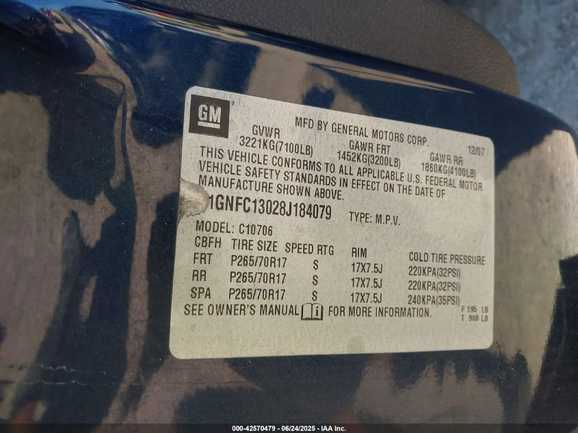 GM
MFD BY GENERAL MOTORS CORP. 12/07
GVWR GAWR FRT GAWR RR
3221KG(7100LB) 1452KG(3200LB) 1860KG(4100LB)
THIS VEHICLE CONFORMS TO ALL APPLICABLE U.S. FEDERAL MOTOR
VEHICLE SAFETY STANDARDS IN EFFECT ON THE DATE OF
MANUFACTURE SHOWN ABOVE.
1GNFC13028J184079 TYPE: M.P.V.
MODEL: C10706
CBFH TIRE SIZE SPEED RTG RIM COLD TIRE PRESSURE
FRT P265/70R17 S 17X7.5J 220KPA(32PSI)
RR P265/70R17 S 17X7.5J 220KPA(32PSI)
SPA P265/70R17 S 17X7.5J 240KPA(35PSI)
SEE OWNER'S MANUAL i FOR MORE INFORMATION.
F 195 LB
T 908 LB
000-42570479 - 06/24/2025 - IAA Inc.